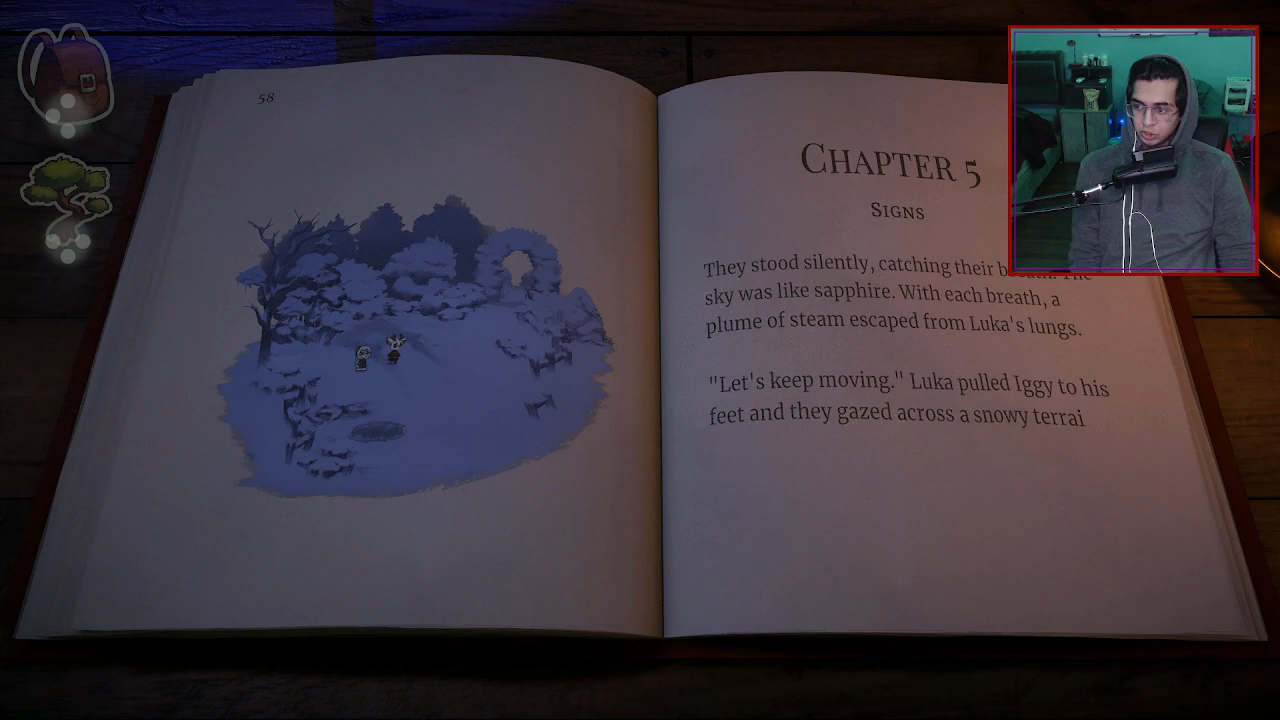 58
CHAPTER 5
SIGNS
They stood silently, catching their
sky was like sapphire. With each breath, a
plume of steam escaped from Luka's lungs.
"Let's keep moving." Luka pulled Iggy to his
feet and they gazed across a snowy terrai